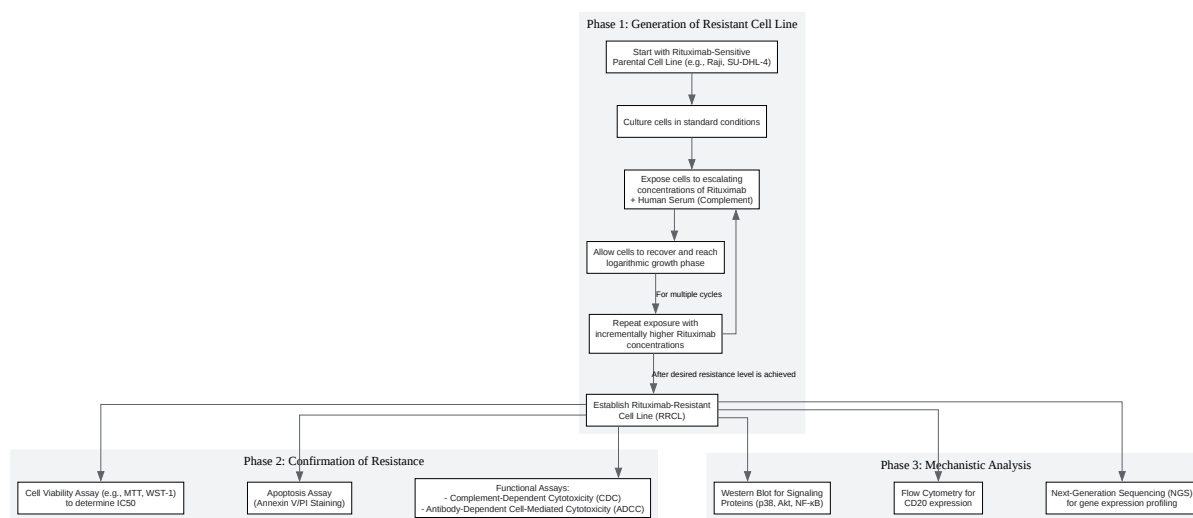 Phase 1: Generation of Resistant Cell Line
Start with Rituximab-Sensitive
Parental Cell Line (e.g., Raji, SU-DHL-4)
Culture cells in standard conditions
Expose cells to escalating
concentrations of Rituximab
+ Human Serum (Complement)
Allow cells to recover and reach
logarithmic growth phase
For multiple cycles
Repeat exposure with
incrementally higher Rituximab
concentrations
After desired resistance level is achieved
Establish Rituximab-Resistant
Cell Line (RRCL)
Phase 2: Confirmation of Resistance
Cell Viability Assay (e.g., MTT, WST-1)
to determine IC50
Apoptosis Assay
(Annexin V/PI Staining)
Functional Assays:
- Complement-Dependent Cytotoxicity (CDC)
- Antibody-Dependent Cell-Mediated Cytotoxicity (ADCC)
Phase 3: Mechanistic Analysis
Western Blot for Signaling
Proteins (p38, Akt, NF-κB)
Flow Cytometry for
CD20 expression
Next-Generation Sequencing (NGS)
for gene expression profiling